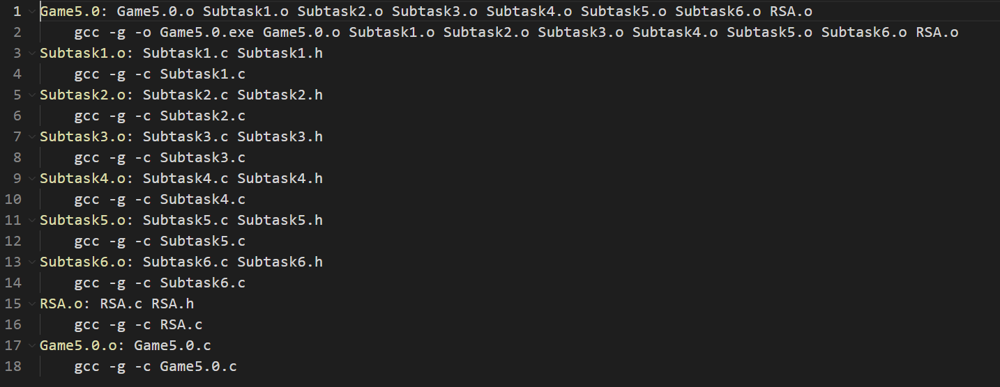 1 Game5.0: Game5.0.o Subtask1.o Subtask2.o Subtask3.o Subtask4.o Subtask5.o Subtask6.o RSA.o
2 gcc -g -o Game5.0.exe Game5.0.o Subtask1.o Subtask2.o Subtask3.o Subtask4.o Subtask5.o Subtask6.o RSA.o
3 Subtask1.o: Subtask1.c Subtask1.h
4 gcc -g -c Subtask1.c
5 Subtask2.o: Subtask2.c Subtask2.h
6 gcc -g -c Subtask2.c
7 Subtask3.o: Subtask3.c Subtask3.h
8 gcc -g -c Subtask3.c
9 Subtask4.o: Subtask4.c Subtask4.h
10 gcc -g -c Subtask4.c
11 Subtask5.o: Subtask5.c Subtask5.h
12 gcc -g -c Subtask5.c
13 Subtask6.o: Subtask6.c Subtask6.h
14 gcc -g -c Subtask6.c
15 RSA.o: RSA.c RSA.h
16 gcc -g -c RSA.c
17 Game5.0.o: Game5.0.c
18 gcc -g -c Game5.0.c